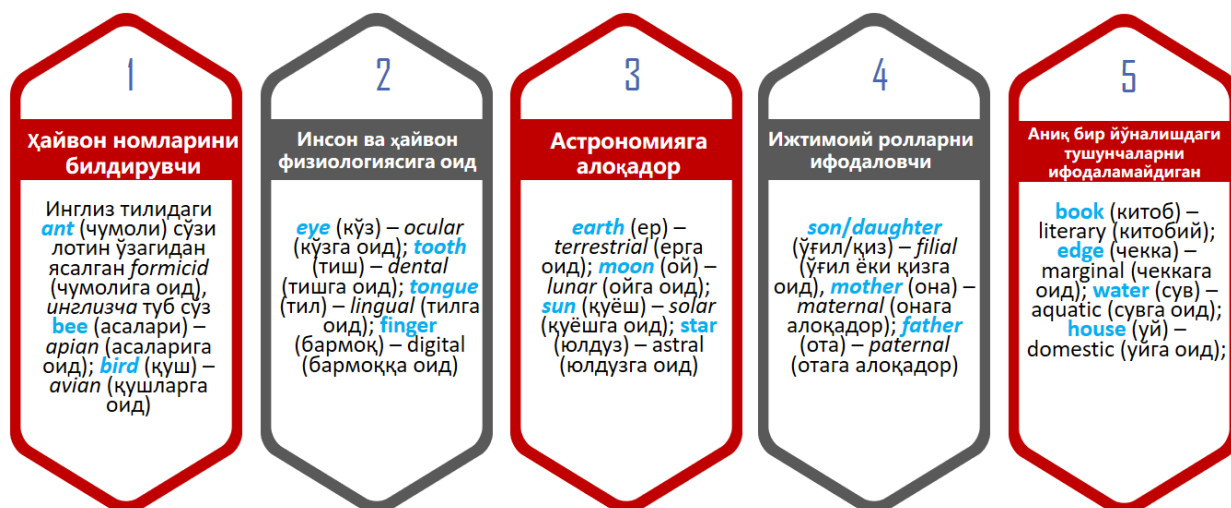 1
Ҳайвон номларини
билдирувчи
Инглиз тилидаги
ant (чумоли) сўзи
лотин ўзагидан
ясалган formicid
(чумолига оид),
инглизча туб сўз
bee (асалари) –
apian (асаларига
оид); bird (қуш) –
avian (қушларга
оид)
2
Инсон ва ҳайвон
физиологиясига оид
eye (кўз) – ocular
(кўзга оид); tooth
(тиш) – dental
(тишга оид); tongue
(тил) – lingual (тилга
оид); finger
(бармоқ) – digital
(бармоққа оид)
3
Астрономияга
алоқадор
earth (ер) –
terrestrial (ерга
оид); moon (ой) –
lunar (ойга оид);
sun (қуёш) – solar
(қуёшга оид); star
(юлдуз) – astral
(юлдузга оид)
4
Ижтимоий ролларни
ифодаловчи
son/daughter
(ўғил/қиз) – filial
(ўғил ёки қизга
оид), mother (она) –
maternal (онага
алоқадор); father
(ота) – paternal
(отага алоқадор)
5
Аниқ бир йўналишдаги
тушунчаларни
ифодаламайдиган
book (китоб) –
literary (китобий);
edge (чекка) –
marginal (чеккага
оид); water (сув) –
aquatic (сувга оид);
house (уй) –
domestic (уйга оид);